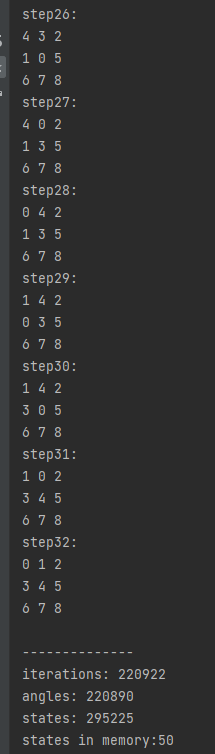 step26:
4 3 2
1 0 5
6 7 8
step27:
4 0 2
1 3 5
6 7 8
step28:
0 4 2
1 3 5
6 7 8
step29:
1 4 2
0 3 5
6 7 8
step30:
1 4 2
3 0 5
6 7 8
step31:
1 0 2
3 4 5
6 7 8
step32:
0 1 2
3 4 5
6 7 8
--------------
iterations: 220922
angles: 220890
states: 295225
states in memory:50